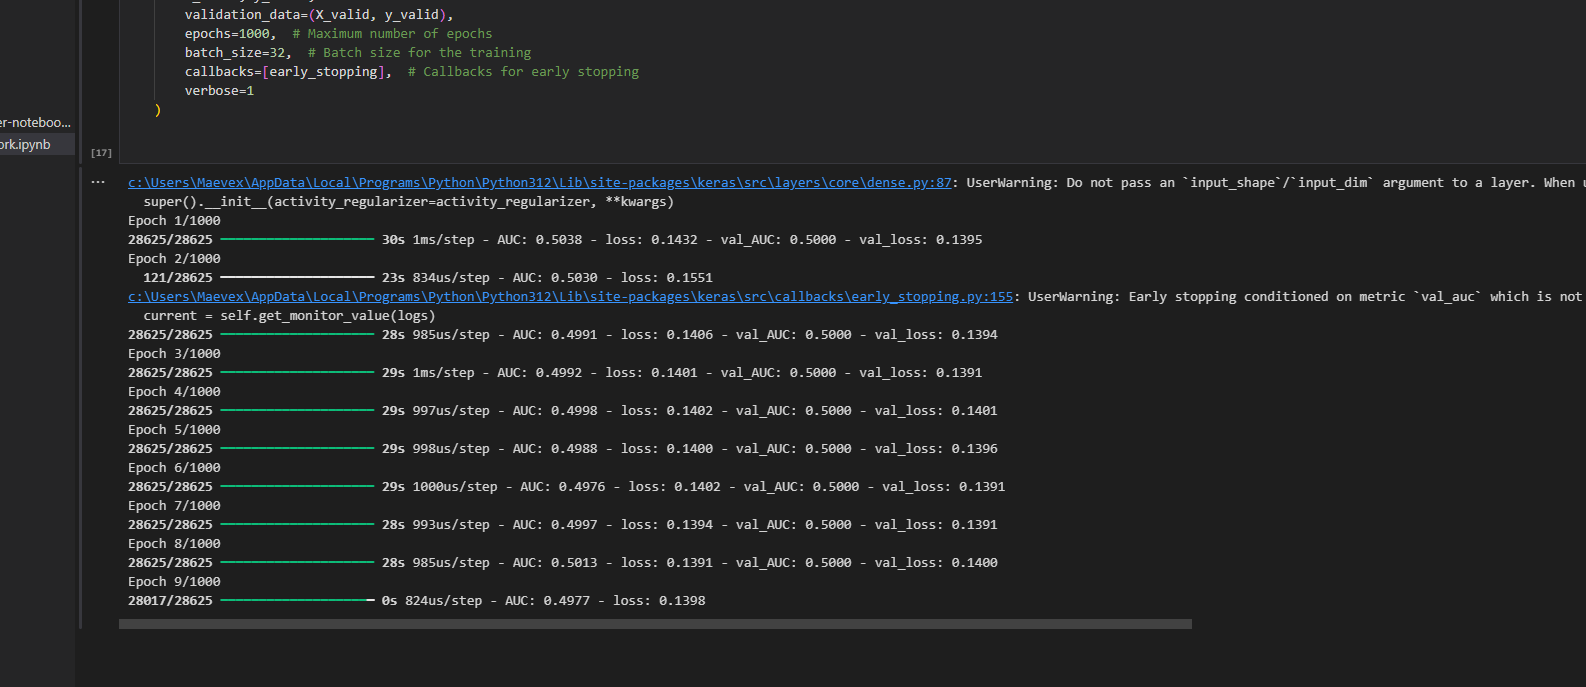 validation_data=(X_valid, y_valid),
epochs=1000,  # Maximum number of epochs
batch_size=32,  # Batch size for the training
callbacks=[early_stopping],  # Callbacks for early stopping
verbose=1
)
er-noteboo...
ork.ipynb
[17]
...
c:\Users\Maevex\AppData\Local\Programs\Python\Python312\Lib\site-packages\keras\src\layers\core\dense.py:87: UserWarning: Do not pass an `input_shape`/`input_dim` argument to a layer. When
super().__init__(activity_regularizer=activity_regularizer, **kwargs)
Epoch 1/1000
28625/28625 30s 1ms/step - AUC: 0.5038 - loss: 0.1432 - val_AUC: 0.5000 - val_loss: 0.1395
Epoch 2/1000
121/28625 23s 834us/step - AUC: 0.5030 - loss: 0.1551
c:\Users\Maevex\AppData\Local\Programs\Python\Python312\Lib\site-packages\keras\src\callbacks\early_stopping.py:155: UserWarning: Early stopping conditioned on metric `val_auc` which is not
current = self.get_monitor_value(logs)
28625/28625 28s 985us/step - AUC: 0.4991 - loss: 0.1406 - val_AUC: 0.5000 - val_loss: 0.1394
Epoch 3/1000
28625/28625 29s 1ms/step - AUC: 0.4992 - loss: 0.1401 - val_AUC: 0.5000 - val_loss: 0.1391
Epoch 4/1000
28625/28625 29s 997us/step - AUC: 0.4998 - loss: 0.1402 - val_AUC: 0.5000 - val_loss: 0.1401
Epoch 5/1000
28625/28625 29s 998us/step - AUC: 0.4988 - loss: 0.1400 - val_AUC: 0.5000 - val_loss: 0.1396
Epoch 6/1000
28625/28625 29s 1000us/step - AUC: 0.4976 - loss: 0.1402 - val_AUC: 0.5000 - val_loss: 0.1391
Epoch 7/1000
28625/28625 28s 993us/step - AUC: 0.4997 - loss: 0.1394 - val_AUC: 0.5000 - val_loss: 0.1391
Epoch 8/1000
28625/28625 28s 985us/step - AUC: 0.5013 - loss: 0.1391 - val_AUC: 0.5000 - val_loss: 0.1400
Epoch 9/1000
28017/28625 0s 824us/step - AUC: 0.4977 - loss: 0.1398